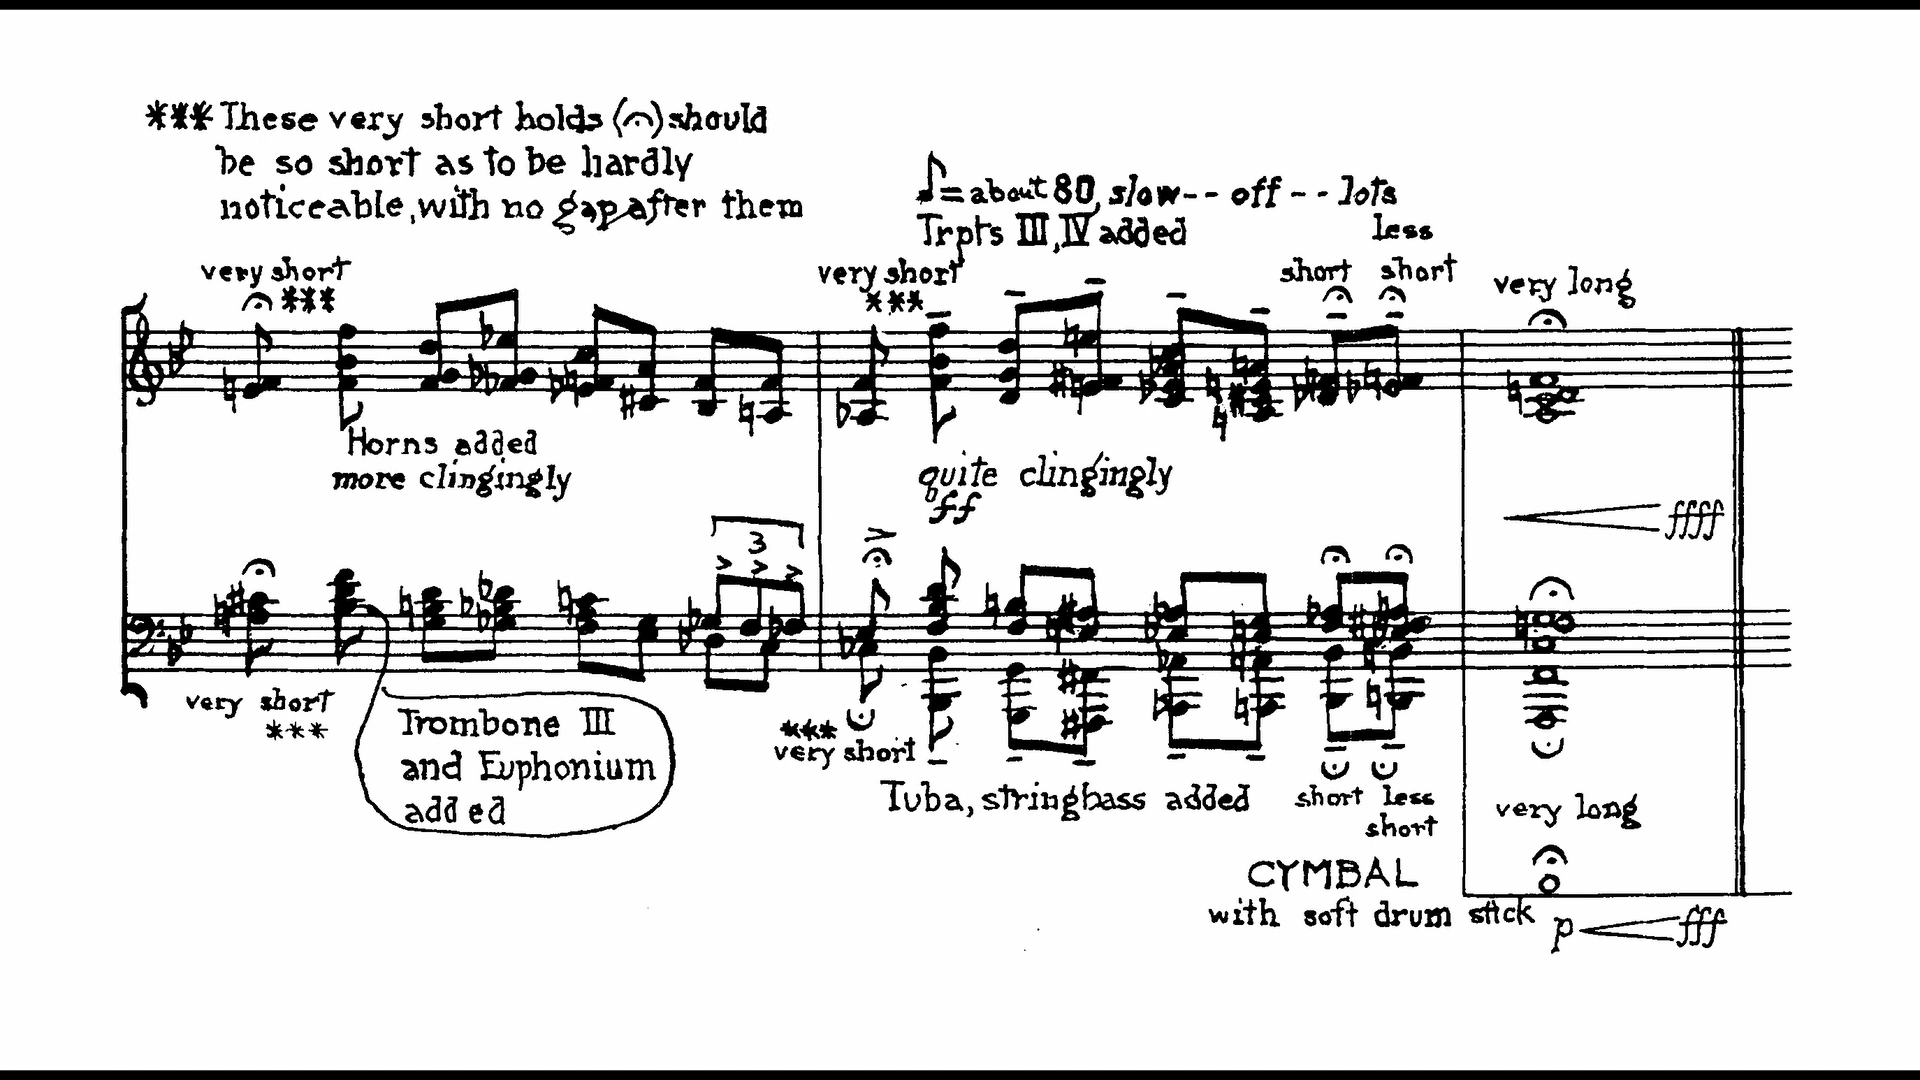 *** These very short holds (𝄐) should
be so short as to be hardly
noticeable, with no gap after them
♪= about 80, slow-- off -- lots
Trpts III, IV added
less
very short
***
very short
***
short short
very long
Horns added
more clingingly
quite clingingly
ff
ffff
3
very short
***
Trombone III
and Euphonium
added
***
very short
Tuba, string bass added
short less
short
very long
CYMBAL
with soft drum stick
p fff